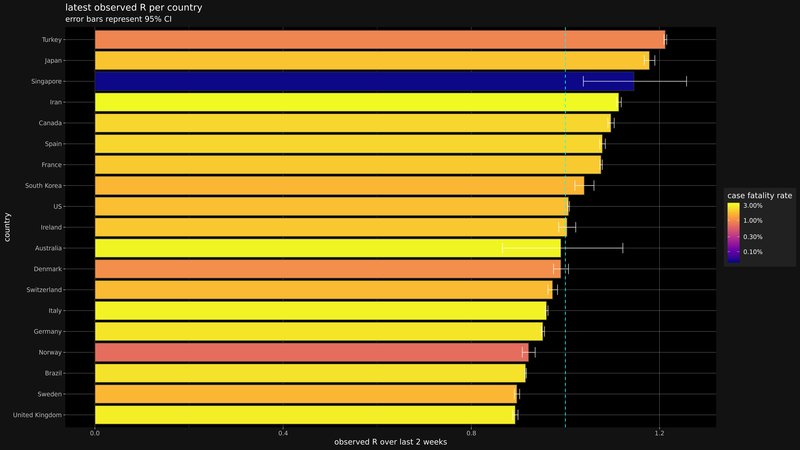 latest observed R per country
error bars represent 95% CI
country
Turkey
Japan
Singapore
Iran
Canada
Spain
France
South Korea
US
Ireland
Australia
Denmark
Switzerland
Italy
Germany
Norway
Brazil
Sweden
United Kingdom
0.0 0.4 0.8 1.2
observed R over last 2 weeks
case fatality rate
3.00%
1.00%
0.30%
0.10%